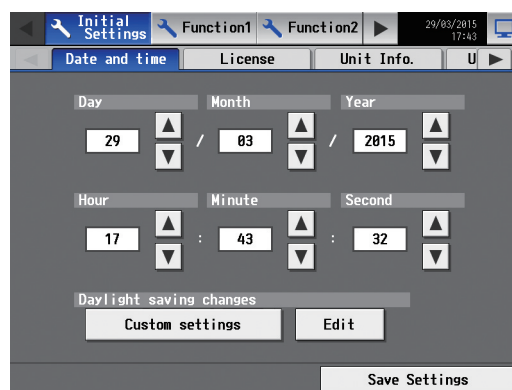 Initial Settings Function1 Function2 29/03/2015 17:43
Date and time License Unit Info. U
Day Month Year
29 / 03 / 2015
Hour Minute Second
17 : 43 : 32
Daylight saving changes
Custom settings Edit
Save Settings